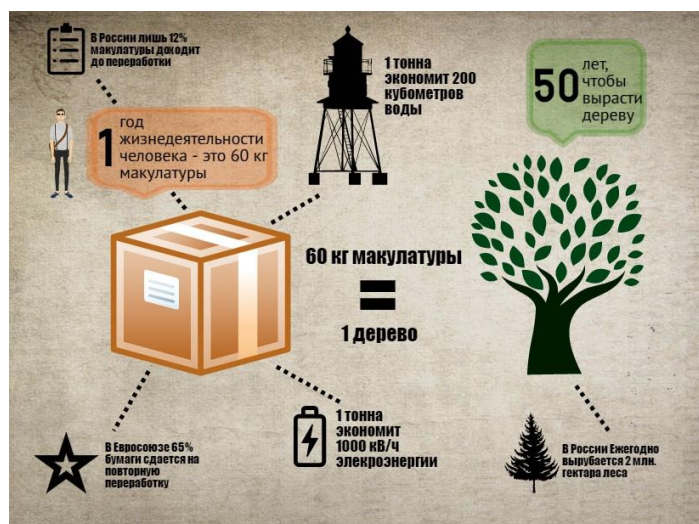 В России лишь 12%
макулатуры доходит
до переработки
1 тонна
экономит 200
кубометров
воды
50
лет,
чтобы
вырасти
дереву
1
год
жизнедеятельности
человека - это 60 кг
макулатуры
60 кг макулатуры
=
1 дерево
В Евросоюзе 65%
бумаги сдается на
повторную
переработку
1 тонна
экономит
1000 кВ/ч
элекроэнергии
В России Ежегодно
вырубается 2 млн.
гектара леса